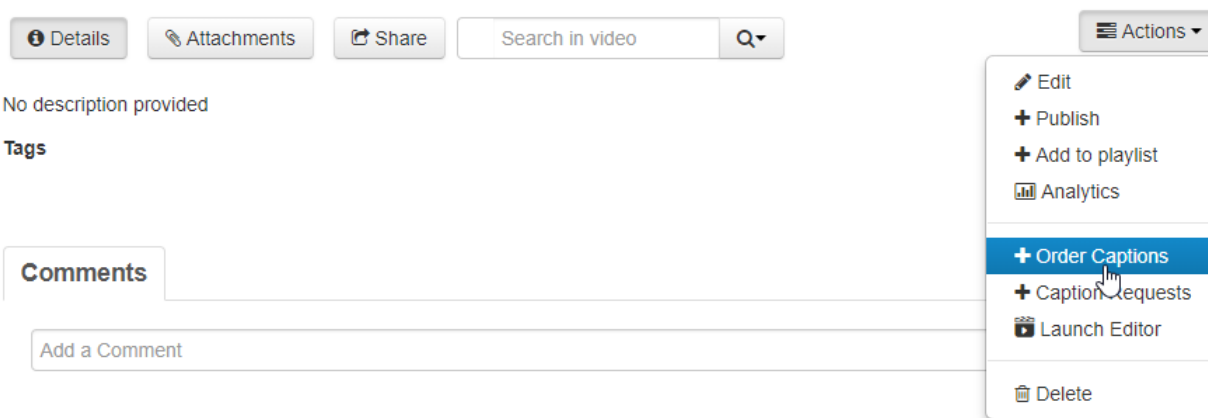 Details Attachments Share Search in video Actions
Edit
No description provided
Publish
Tags
Add to playlist
Analytics
Order Captions
Comments
Caption Requests
Launch Editor
Add a Comment
Delete